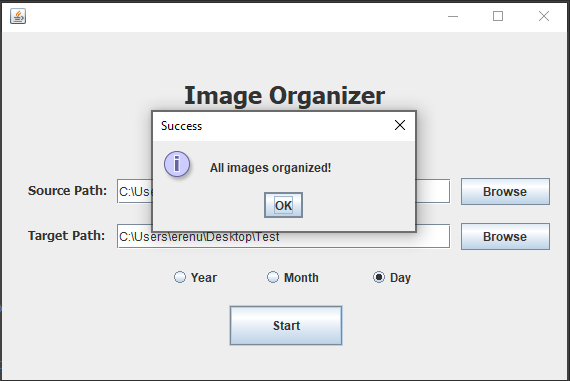 Image Organizer
Success
All images organized!
OK
Source Path:
Browse
Target Path: C:\Users\erenu\Desktop\Test
Browse
Year Month Day
Start